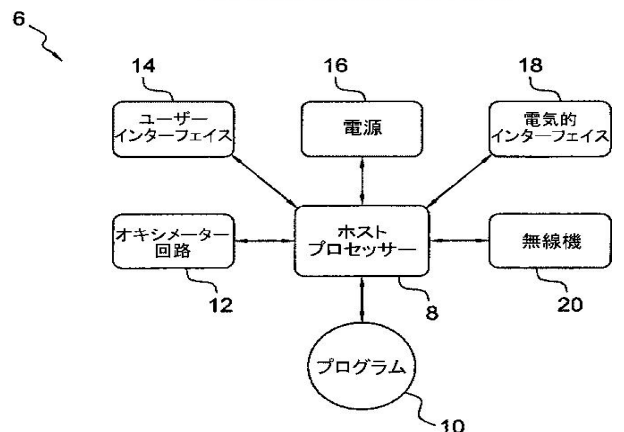 6
14
16
18
ユーザー
インターフェイス
電源
電気的
インターフェイス
オキシメーター
回路
ホスト
プロセッサー
無線機
12
8
20
プログラム
10